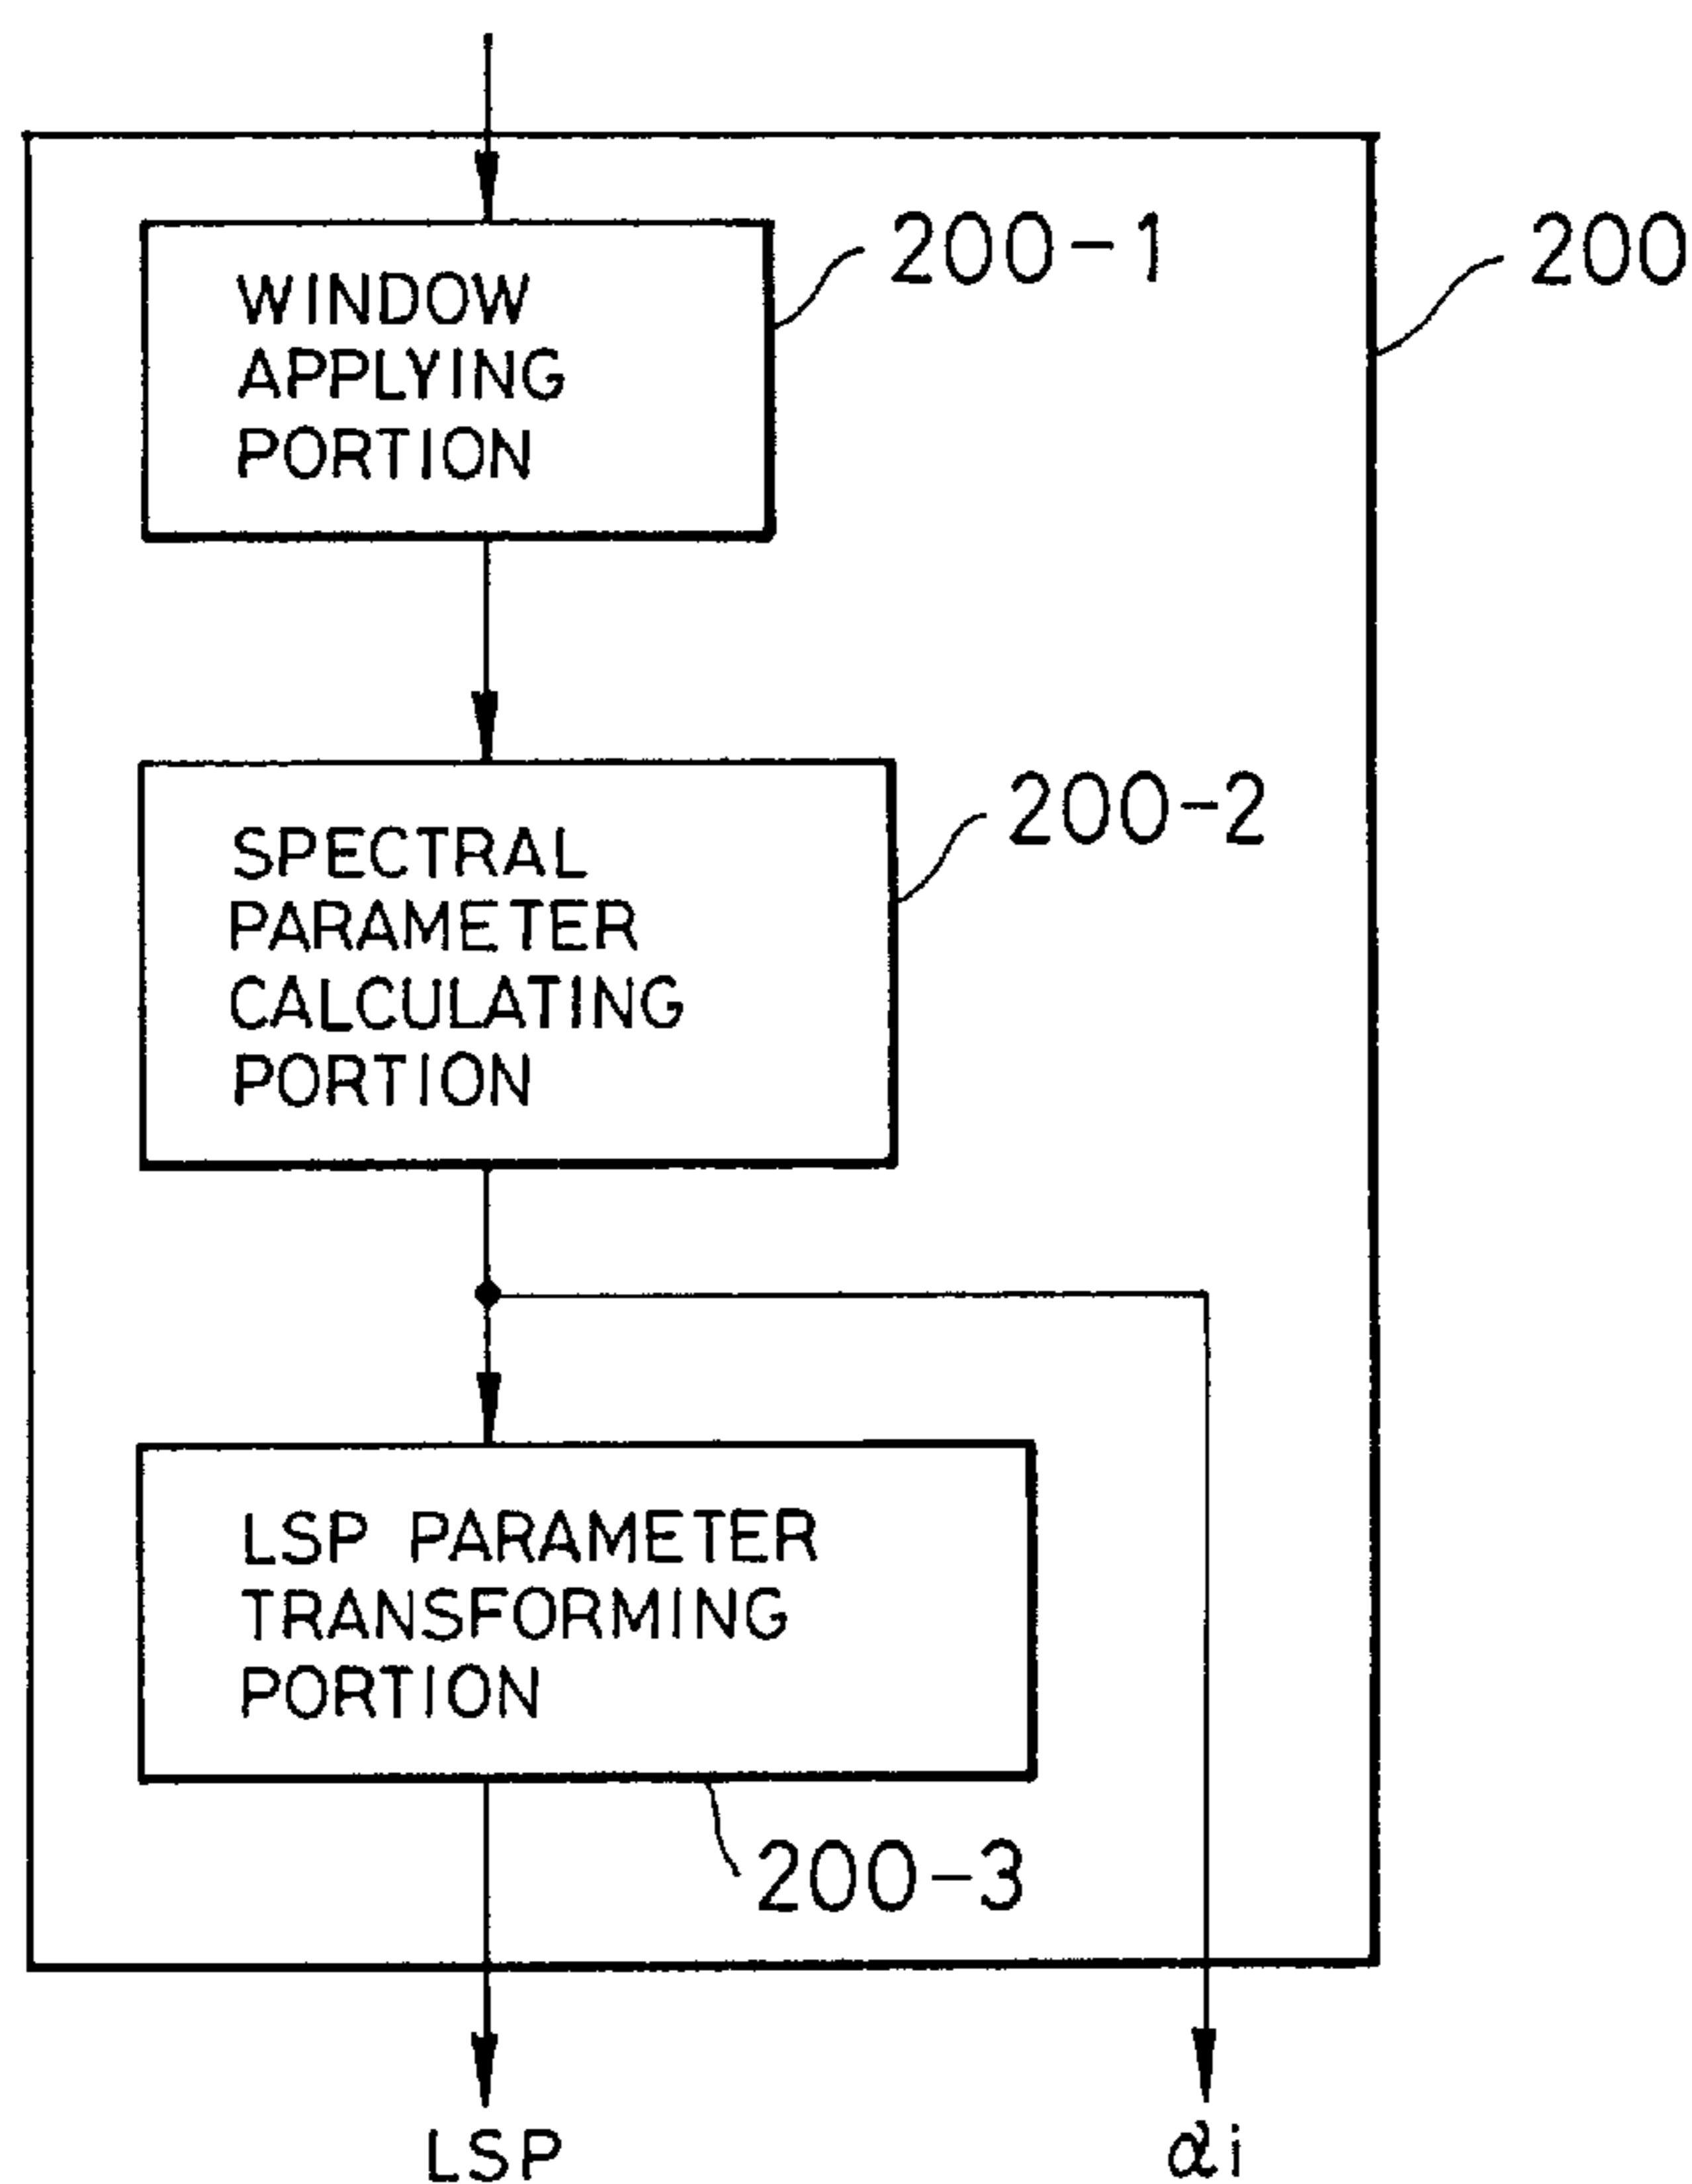 200-1
200
WINDOW
APPLYING
PORTION
200-2
SPECTRAL
PARAMETER
CALCULATING
PORTION
LSP PARAMETER
TRANSFORMING
PORTION
200-3
LSP
αi